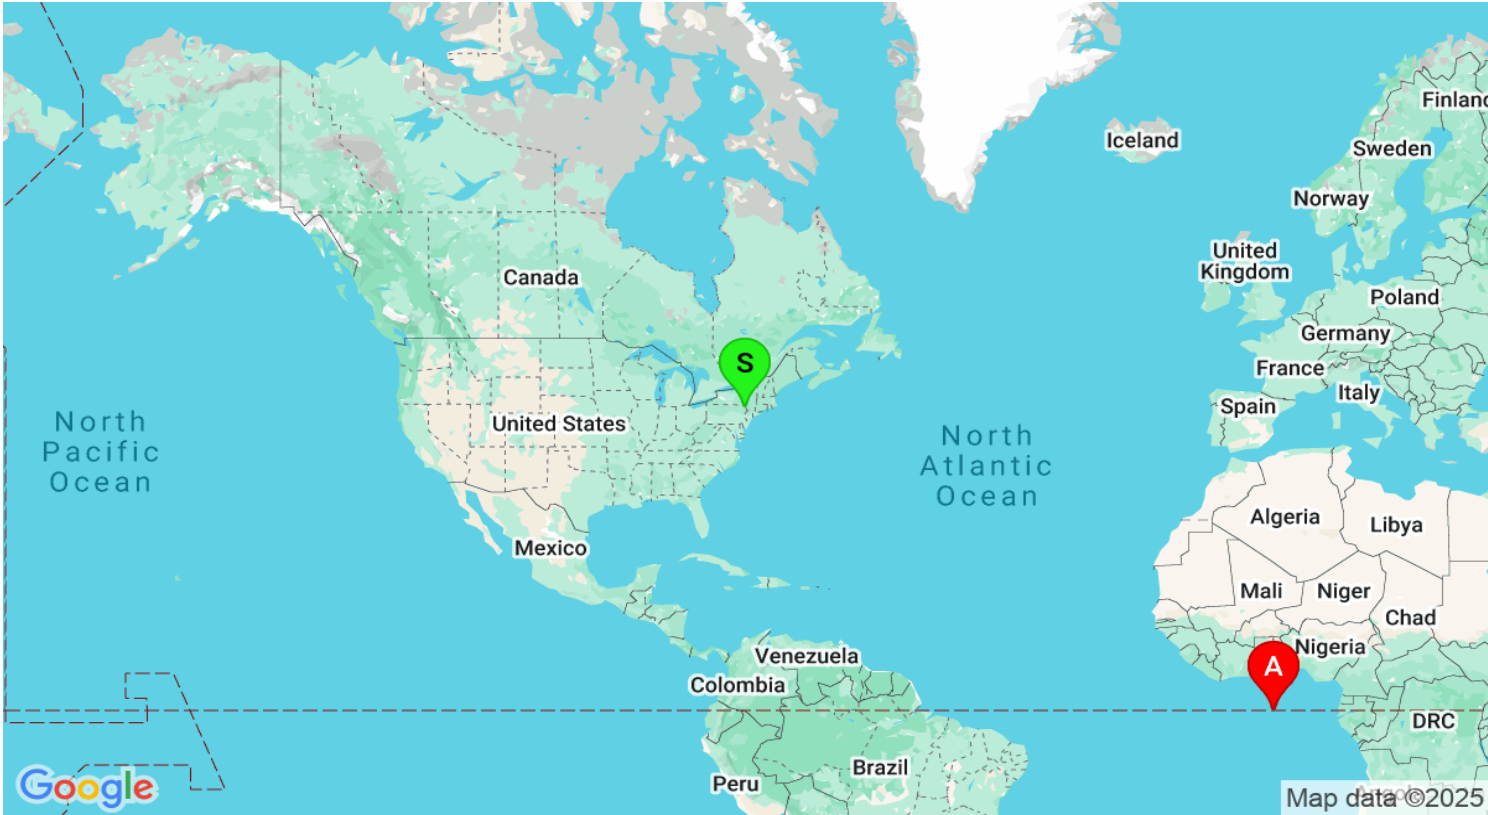 Finland
Iceland
Sweden
Norway
United
Kingdom
Canada
Poland
Germany
S
France
Italy
Spain
United States
North
Pacific
Ocean
North
Atlantic
Ocean
Algeria
Libya
Mexico
Mali
Niger
Chad
Nigeria
Venezuela
A
Colombia
DRC
Brazil
Peru
Google
Map data ©2025